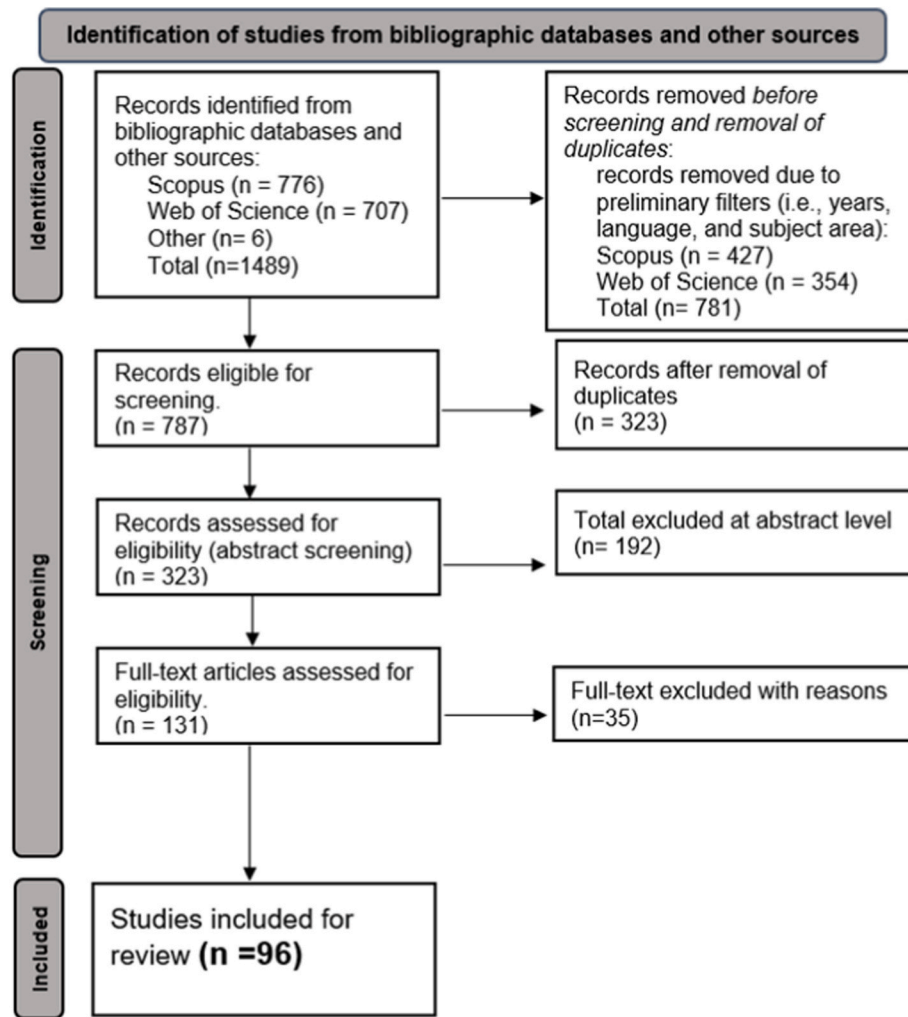 Identification of studies from bibliographic databases and other sources
Identification
Records identified from
bibliographic databases and
other sources:
Scopus (n = 776)
Web of Science (n = 707)
Other (n= 6)
Total (n=1489)
Records removed before
screening and removal of
duplicates:
records removed due to
preliminary filters (i.e., years,
language, and subject area):
Scopus (n = 427)
Web of Science (n = 354)
Total (n= 781)
Screening
Records eligible for
screening.
(n = 787)
Records after removal of
duplicates
(n = 323)
Records assessed for
eligibility (abstract screening)
(n = 323)
Total excluded at abstract level
(n= 192)
Full-text articles assessed for
eligibility.
(n = 131)
Full-text excluded with reasons
(n=35)
Included
Studies included for
review (n =96)